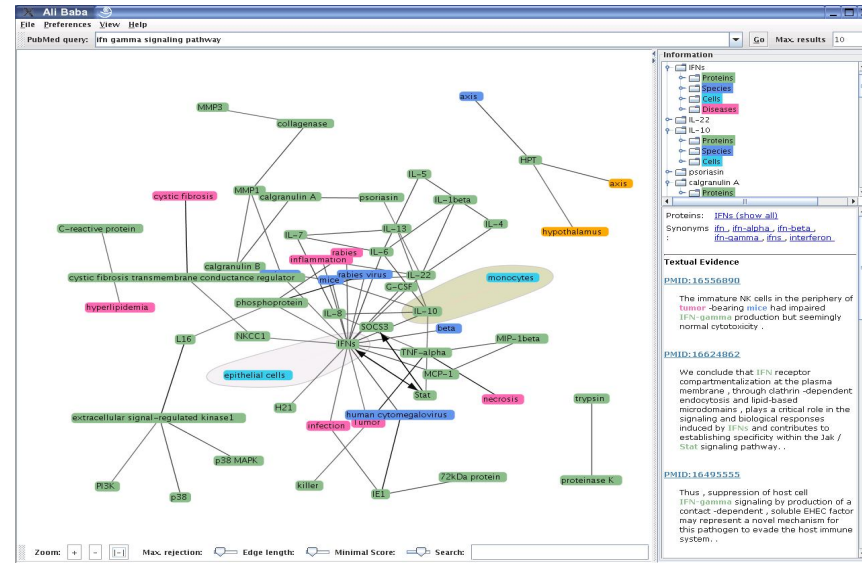 Ali Baba
File Preferences View Help
PubMed query: ifn gamma signaling pathway Go Max. results 10
MMP3
collagenase
axis
HPT
axis
hypothalamus
IL-5
cystic fibrosis
MMP1
calgranulin A
psoriasin
IL-1beta
IL-4
C-reactive protein
IL-7
IL-13
rabies
IL-6
inflammation
calgranulin B
mice
rabies virus
IL-22
monocytes
cystic fibrosis transmembrane conductance regulator
G-CSF
hyperlipidemia
phosphoprotein
IL-8
IL-10
SOCS3
beta
L16
NKCC1
IFNs
TNF-alpha
MIP-1beta
epithelial cells
MCP-1
Stat
necrosis
trypsin
H21
extracellular signal-regulated kinase1
human cytomegalovirus
infection
Tumor
p38 MAPK
PI3K
p38
killer
IE1
72kDa protein
proteinase K
Zoom: + - |-| Max. rejection: Edge length: Minimal Score: Search:
Information
IFNs
Proteins
Species
Cells
Diseases
IL-22
IL-10
Proteins
Species
Cells
psoriasin
calgranulin A
Proteins
Proteins: IFNs (show all)
Synonyms ifn , ifn-alpha , ifn-beta ,
: ifn-gamma , ifns , interferon
Textual Evidence
PMID:16556890
The immature NK cells in the periphery of
tumor -bearing mice had impaired
IFN-gamma production but seemingly
normal cytotoxicity .
PMID:16624862
We conclude that IFN receptor
compartmentalization at the plasma
membrane , through clathrin -dependent
endocytosis and lipid-based
microdomains , plays a critical role in the
signaling and biological responses
induced by IFNs and contributes to
establishing specificity within the Jak /
Stat signaling pathway. .
PMID:16495555
Thus , suppression of host cell
IFN-gamma signaling by production of a
contact -dependent , soluble EHEC factor
may represent a novel mechanism for
this pathogen to evade the host immune
system. .